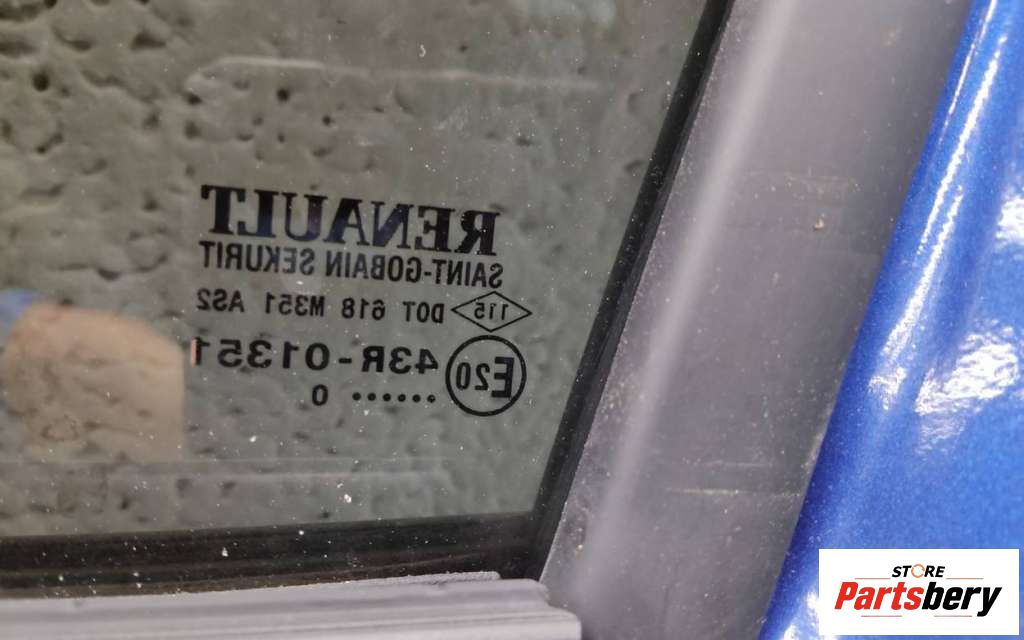 RENAULT
SAINT-GOBAIN SEKURIT
115 DOT 618 M351 AS2
E20 43R-01351
...... 0
STORE
Partsbery